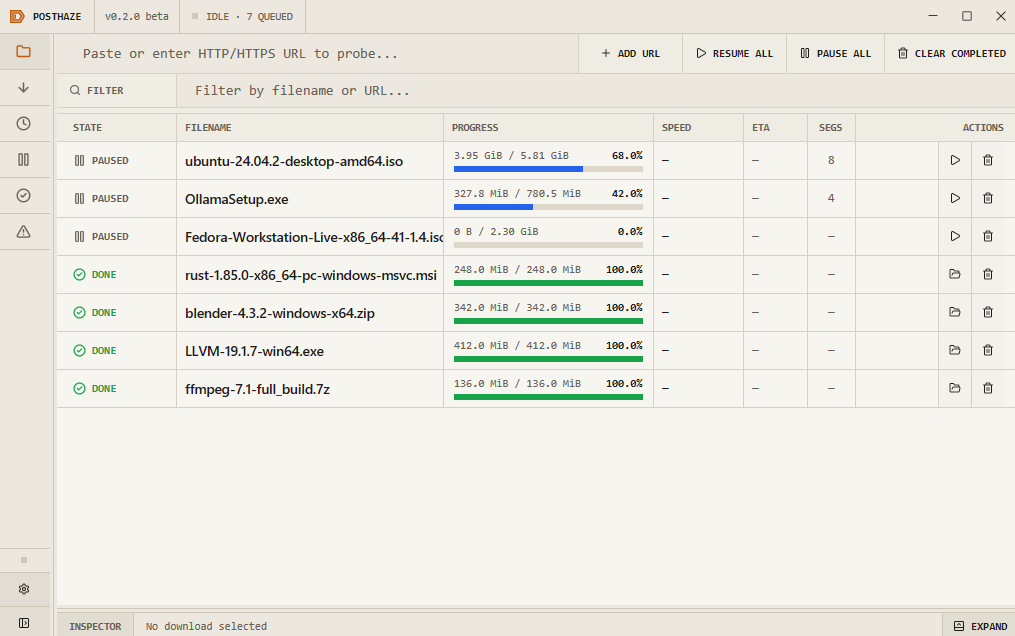 POSTHAZE v0.2.0 beta IDLE · 7 QUEUED
Paste or enter HTTP/HTTPS URL to probe... + ADD URL RESUME ALL PAUSE ALL CLEAR COMPLETED
FILTER Filter by filename or URL...
STATE FILENAME PROGRESS SPEED ETA SEGS ACTIONS
PAUSED ubuntu-24.04.2-desktop-amd64.iso 3.95 GiB / 5.81 GiB 68.0% — — 8
PAUSED OllamaSetup.exe 327.8 MiB / 780.5 MiB 42.0% — — 4
PAUSED Fedora-Workstation-Live-x86_64-41-1.4.iso 0 B / 2.30 GiB 0.0% — — —
DONE rust-1.85.0-x86_64-pc-windows-msvc.msi 248.0 MiB / 248.0 MiB 100.0% — — —
DONE blender-4.3.2-windows-x64.zip 342.0 MiB / 342.0 MiB 100.0% — — —
DONE LLVM-19.1.7-win64.exe 412.0 MiB / 412.0 MiB 100.0% — — —
DONE ffmpeg-7.1-full_build.7z 136.0 MiB / 136.0 MiB 100.0% — — —
INSPECTOR No download selected EXPAND